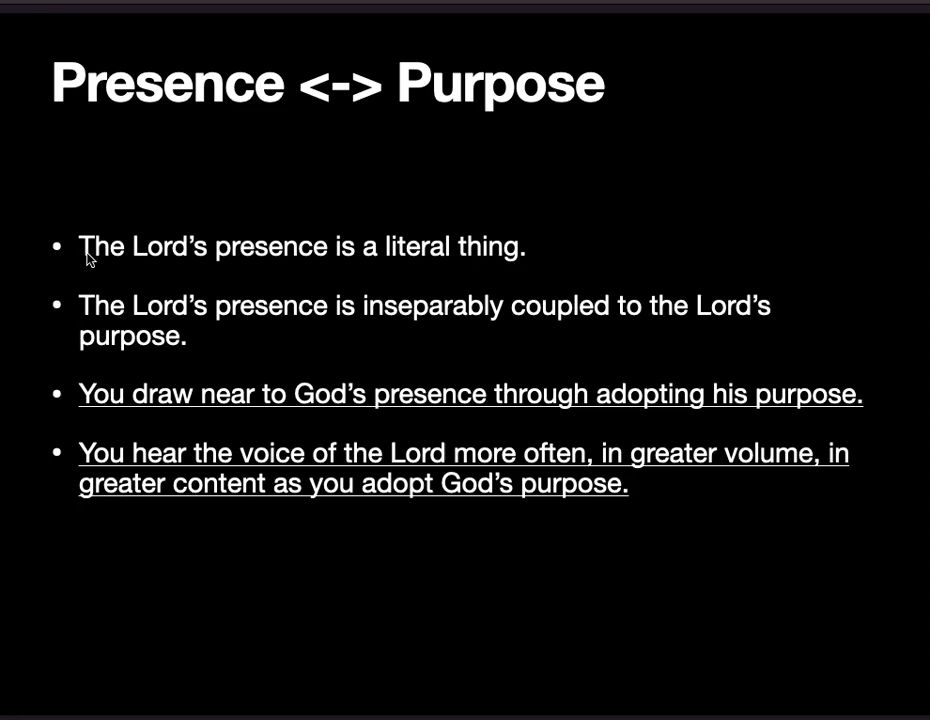 Presence <-> Purpose
• The Lord’s presence is a literal thing.
• The Lord’s presence is inseparably coupled to the Lord’s
purpose.
• You draw near to God’s presence through adopting his purpose.
• You hear the voice of the Lord more often, in greater volume, in
greater content as you adopt God’s purpose.